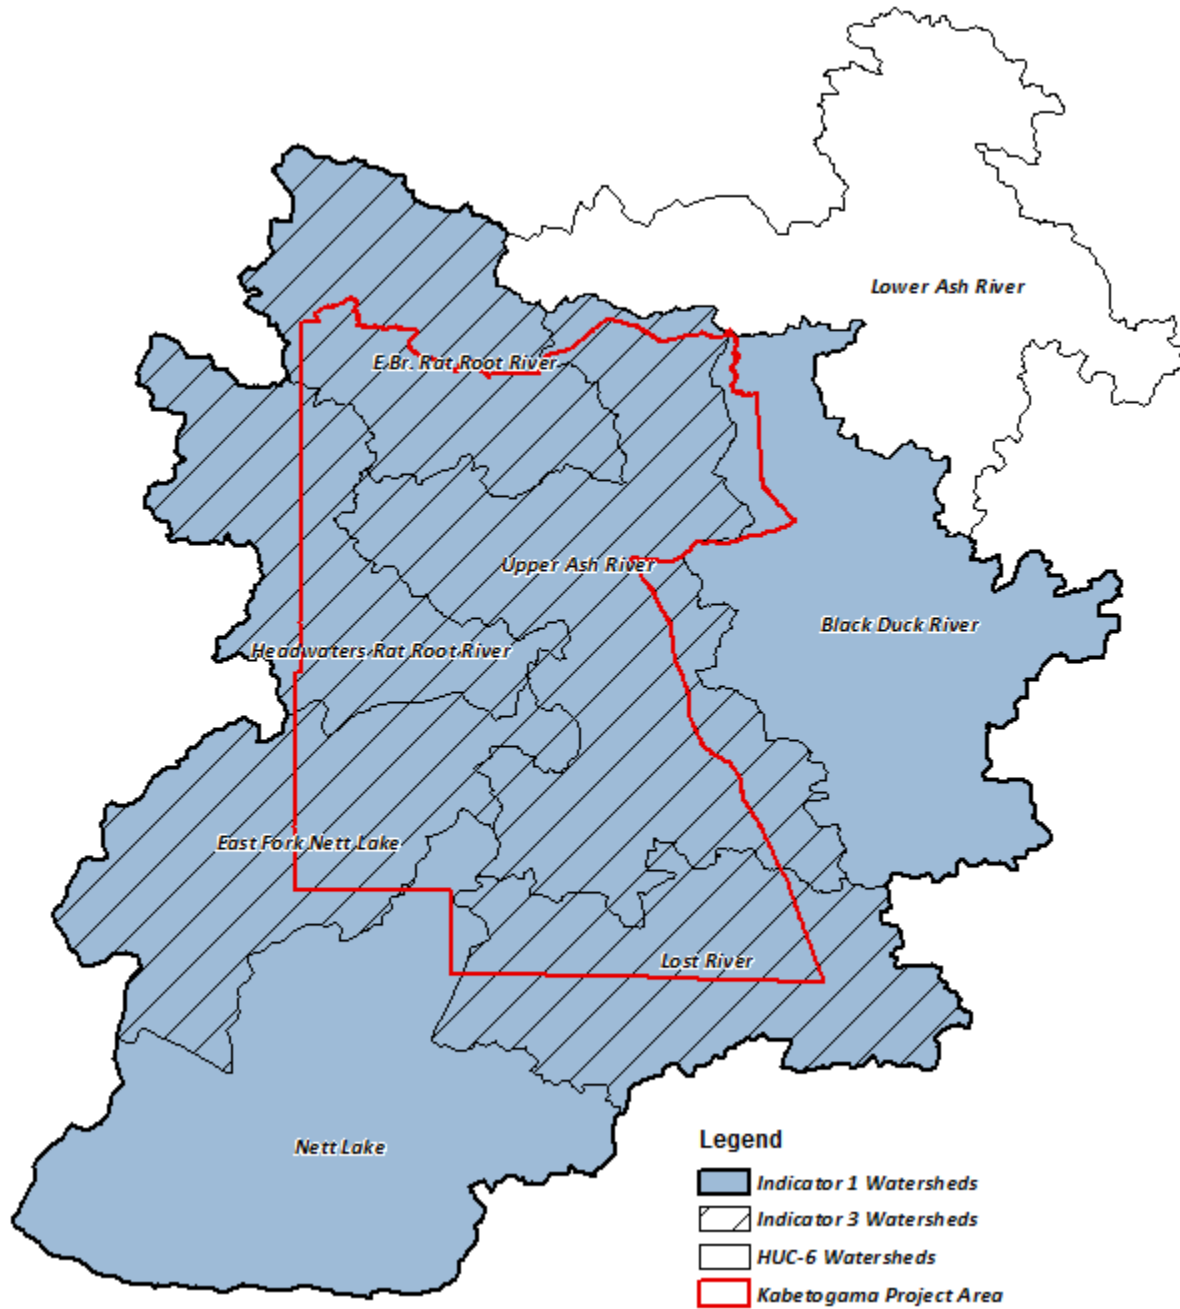 Lower Ash River
E Br. Rat Root River
Upper Ash River
Black Duck River
Headwaters Rat Root River
East Fork Nett Lake
Lost River
Nett Lake
Legend
Indicator 1 Watersheds
Indicator 3 Watersheds
HUC-6 Watersheds
Kabetogama Project Area